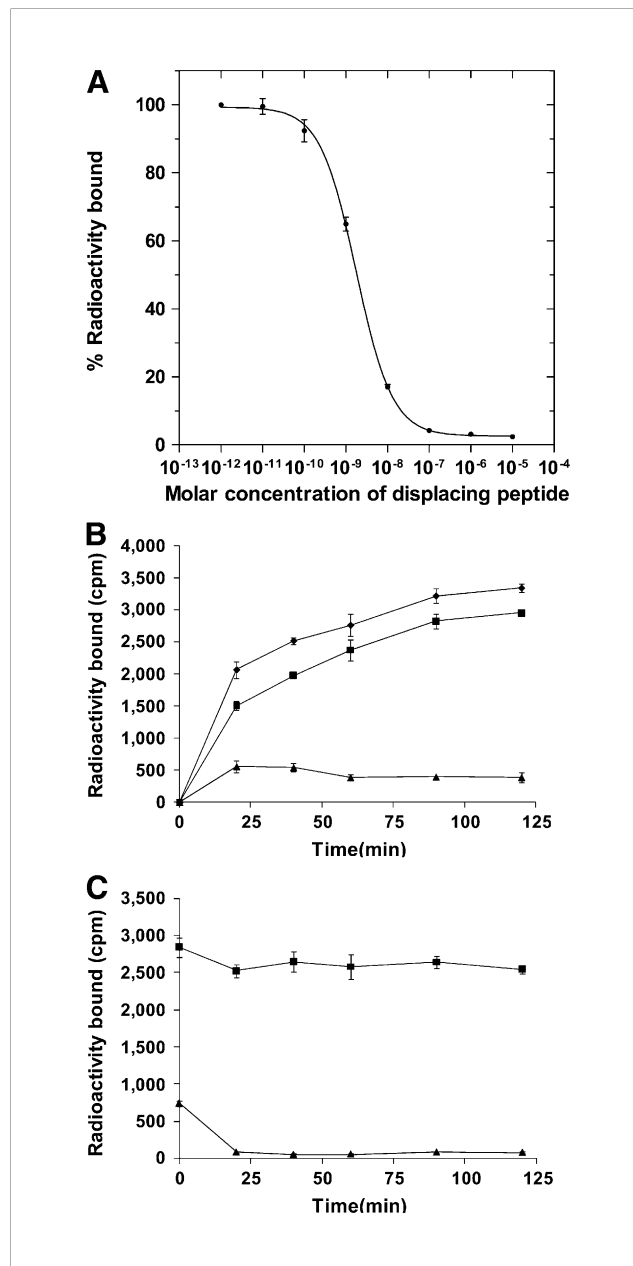 A
% Radioactivity bound
100
80
60
40
20
0
10-13 10-12 10-11 10-10 10-9 10-8 10-7 10-6 10-5 10-4
Molar concentration of displacing peptide
B
Radioactivity bound (cpm)
4,000
3,500
3,000
2,500
2,000
1,500
1,000
500
0
0 25 50 75 100 125
Time(min)
C
Radioactivity bound (cpm)
3,500
3,000
2,500
2,000
1,500
1,000
500
0
0 25 50 75 100 125
Time(min)